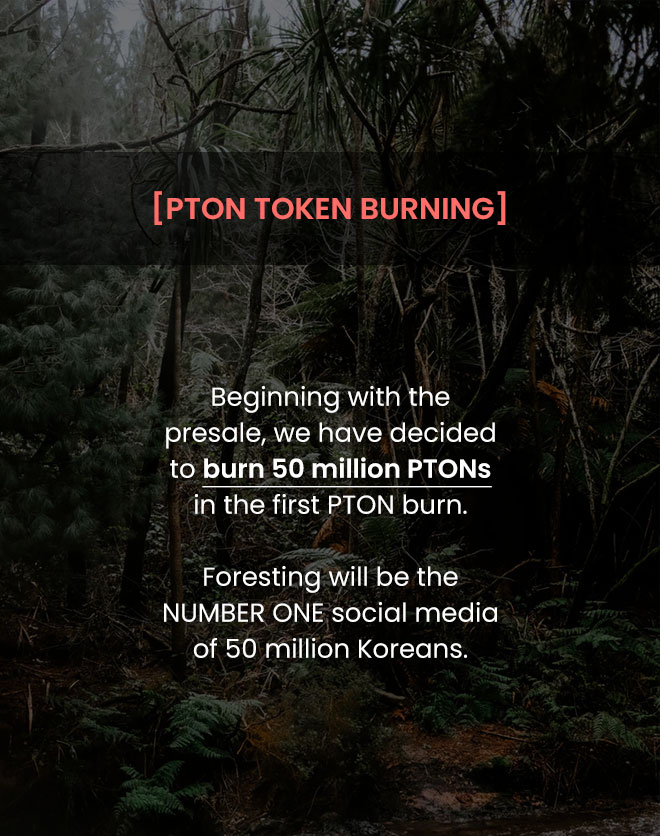 [PTON TOKEN BURNING]
Beginning with the
presale, we have decided
to burn 50 million PTONs
in the first PTON burn.
Foresting will be the
NUMBER ONE social media
of 50 million Koreans.